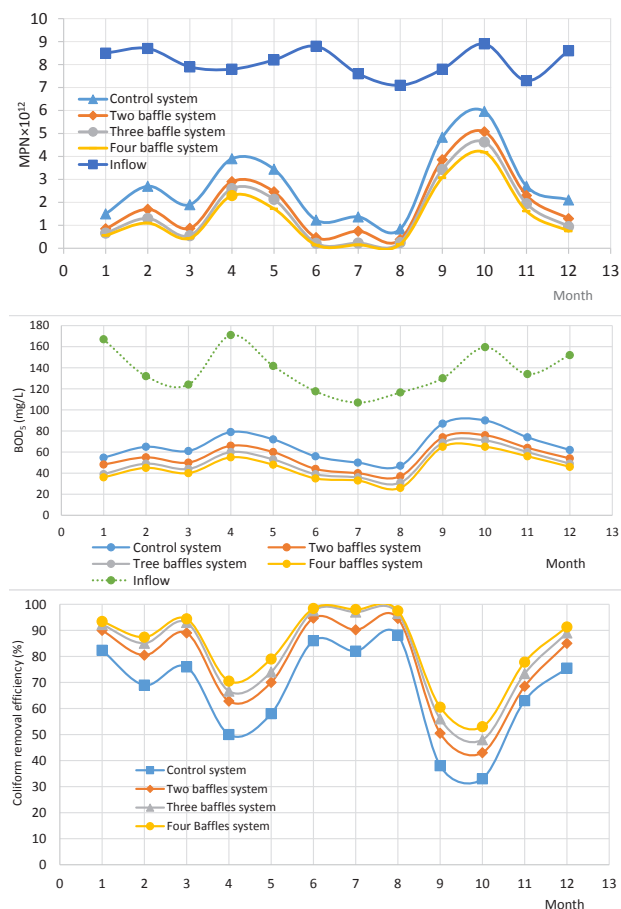 10
9
8
7
6
5
4
3
2
1
0
MPN×10¹²
Control system
Two baffle system
Three baffle system
Four baffle system
Inflow
0 1 2 3 4 5 6 7 8 9 10 11 12 13
Month
180
160
140
120
100
80
60
40
20
0
BOD₅ (mg/L)
0 1 2 3 4 5 6 7 8 9 10 11 12 13
Control system Two baffles system Month
Tree baffles system Four baffles system
Inflow
100
90
80
70
60
50
40
30
20
10
0
Coliform removal efficiency (%)
Control system
Two baffles system
Three baffles system
Four Baffles system
0 1 2 3 4 5 6 7 8 9 10 11 12 13
Month